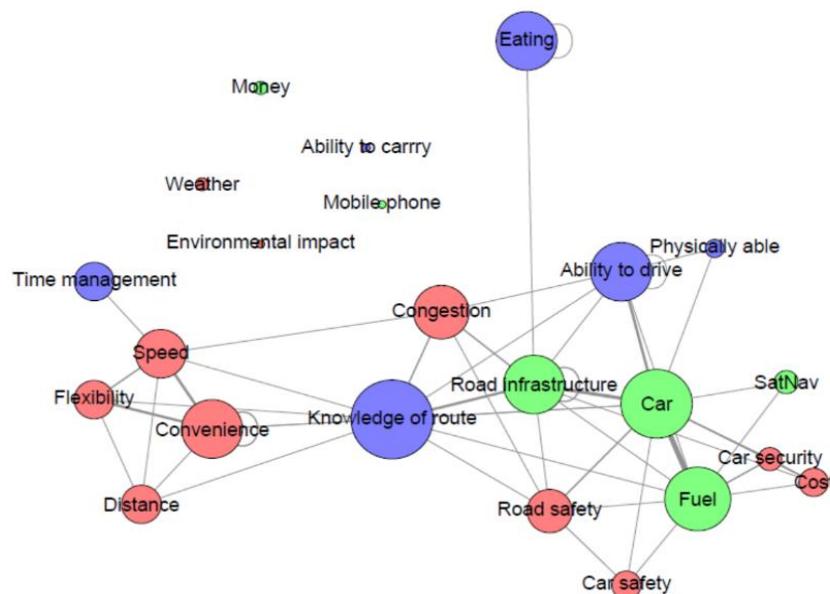 Eating
Money
Ability to carrry
Weather
Mobile phone
Environmental impact
Physically able
Time management
Ability to drive
Congestion
Speed
Road infrastructure
SatNav
Flexibility
Car
Knowledge of route
Convenience
Car security
Cost
Fuel
Distance
Road safety
Car safety